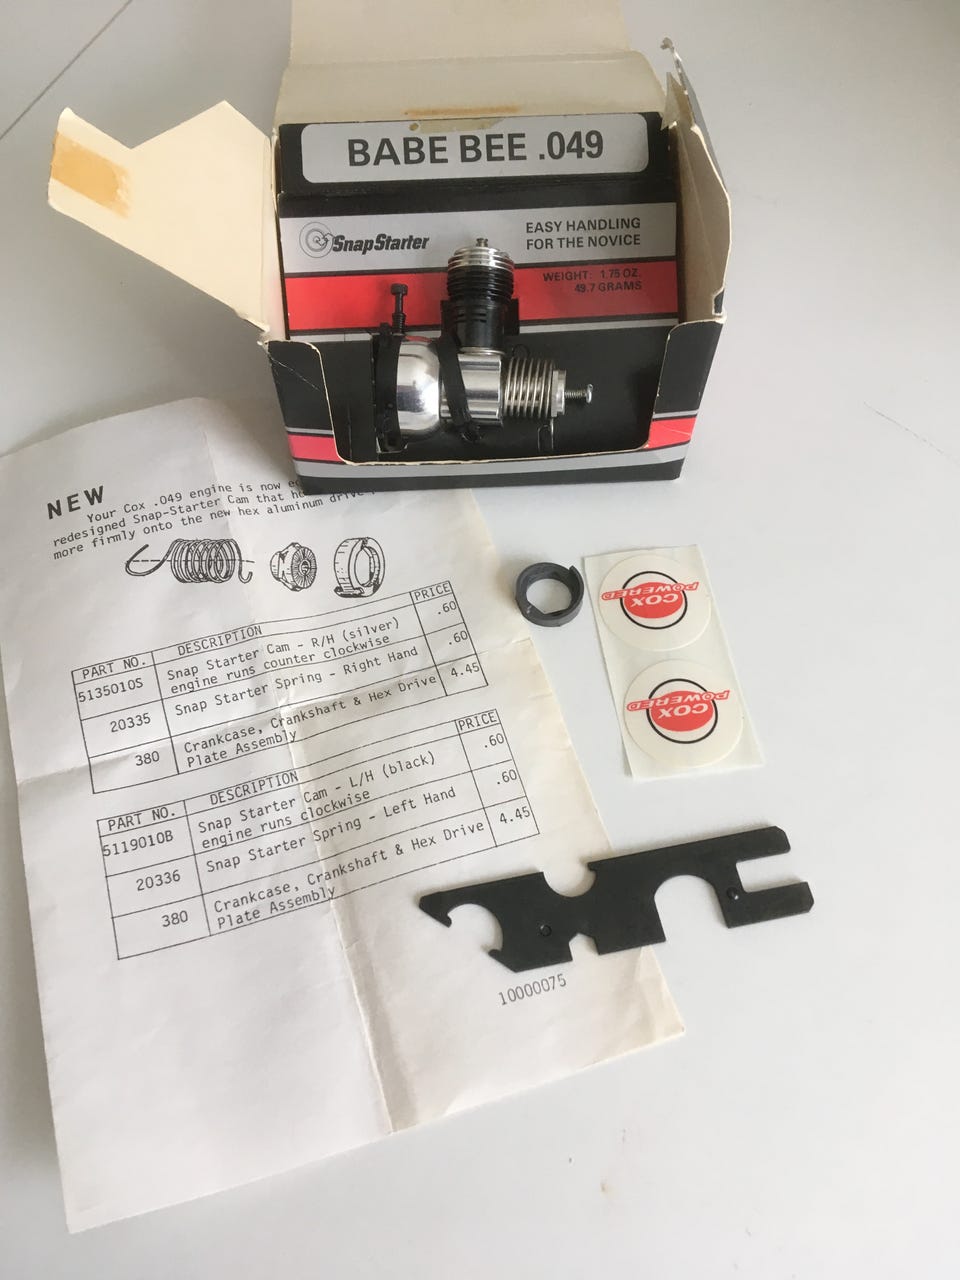 BABE BEE .049
SnapStarter
EASY HANDLING
FOR THE NOVICE
WEIGHT: 1.75 OZ.
49.7 GRAMS
NEW
Your Cox .049 engine is now
redesigned Snap-Starter Cam that
more firmly onto the new hex aluminum drive
PART NO. DESCRIPTION PRICE
5135010S Snap Starter Cam - R/H (silver) .60
engine runs counter clockwise
20335 Snap Starter Spring - Right Hand .60
380 Crankcase, Crankshaft & Hex Drive 4.45
Plate Assembly
PART NO. DESCRIPTION PRICE
5119010B Snap Starter Cam - L/H (black) .60
engine runs clockwise
20336 Snap Starter Spring - Left Hand .60
380 Crankcase, Crankshaft & Hex Drive 4.45
Plate Assembly
10000075
COX
POWERED
COX
POWERED